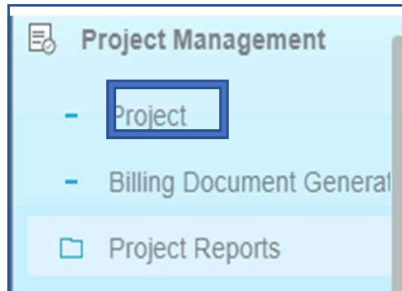 Project Management
Project
Billing Document Generat
Project Reports